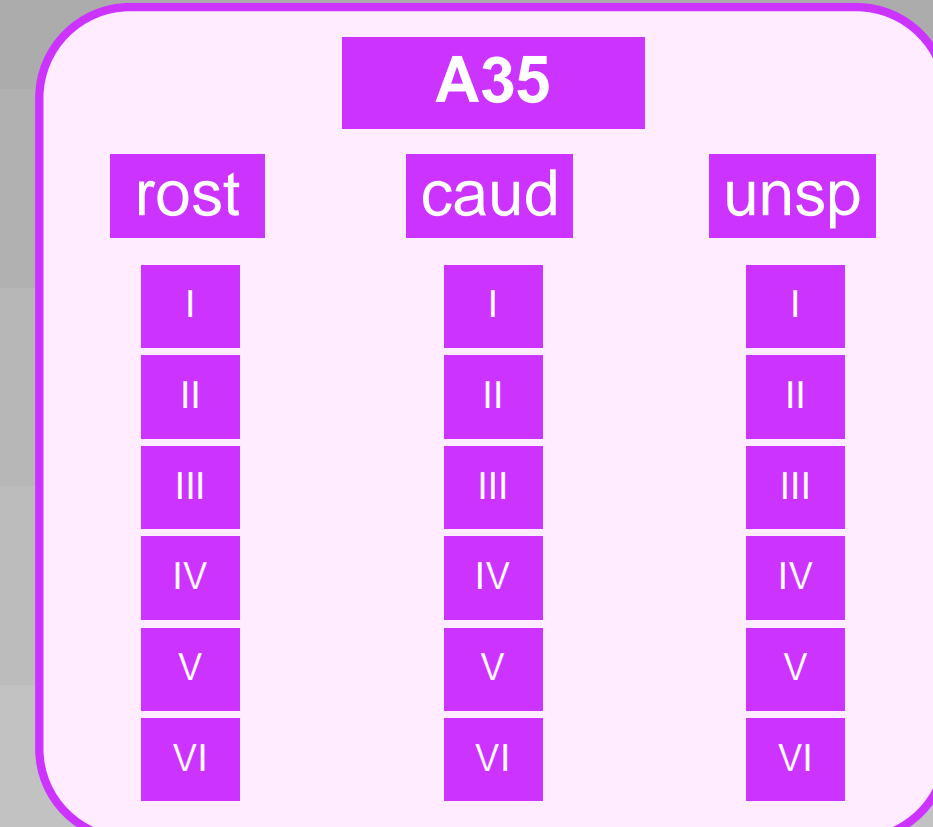 A35
rost caud unsp
I I I
II II II
III III III
IV IV IV
V V V
VI VI VI